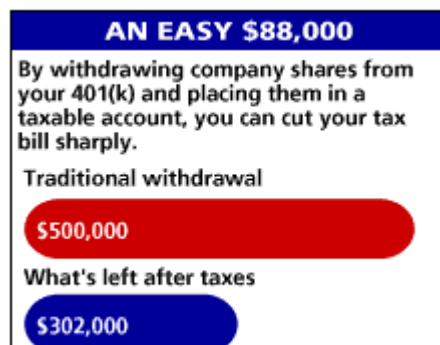 AN EASY $88,000
By withdrawing company shares from
your 401(k) and placing them in a
taxable account, you can cut your tax
bill sharply.
Traditional withdrawal
$500,000
What's left after taxes
$302,000